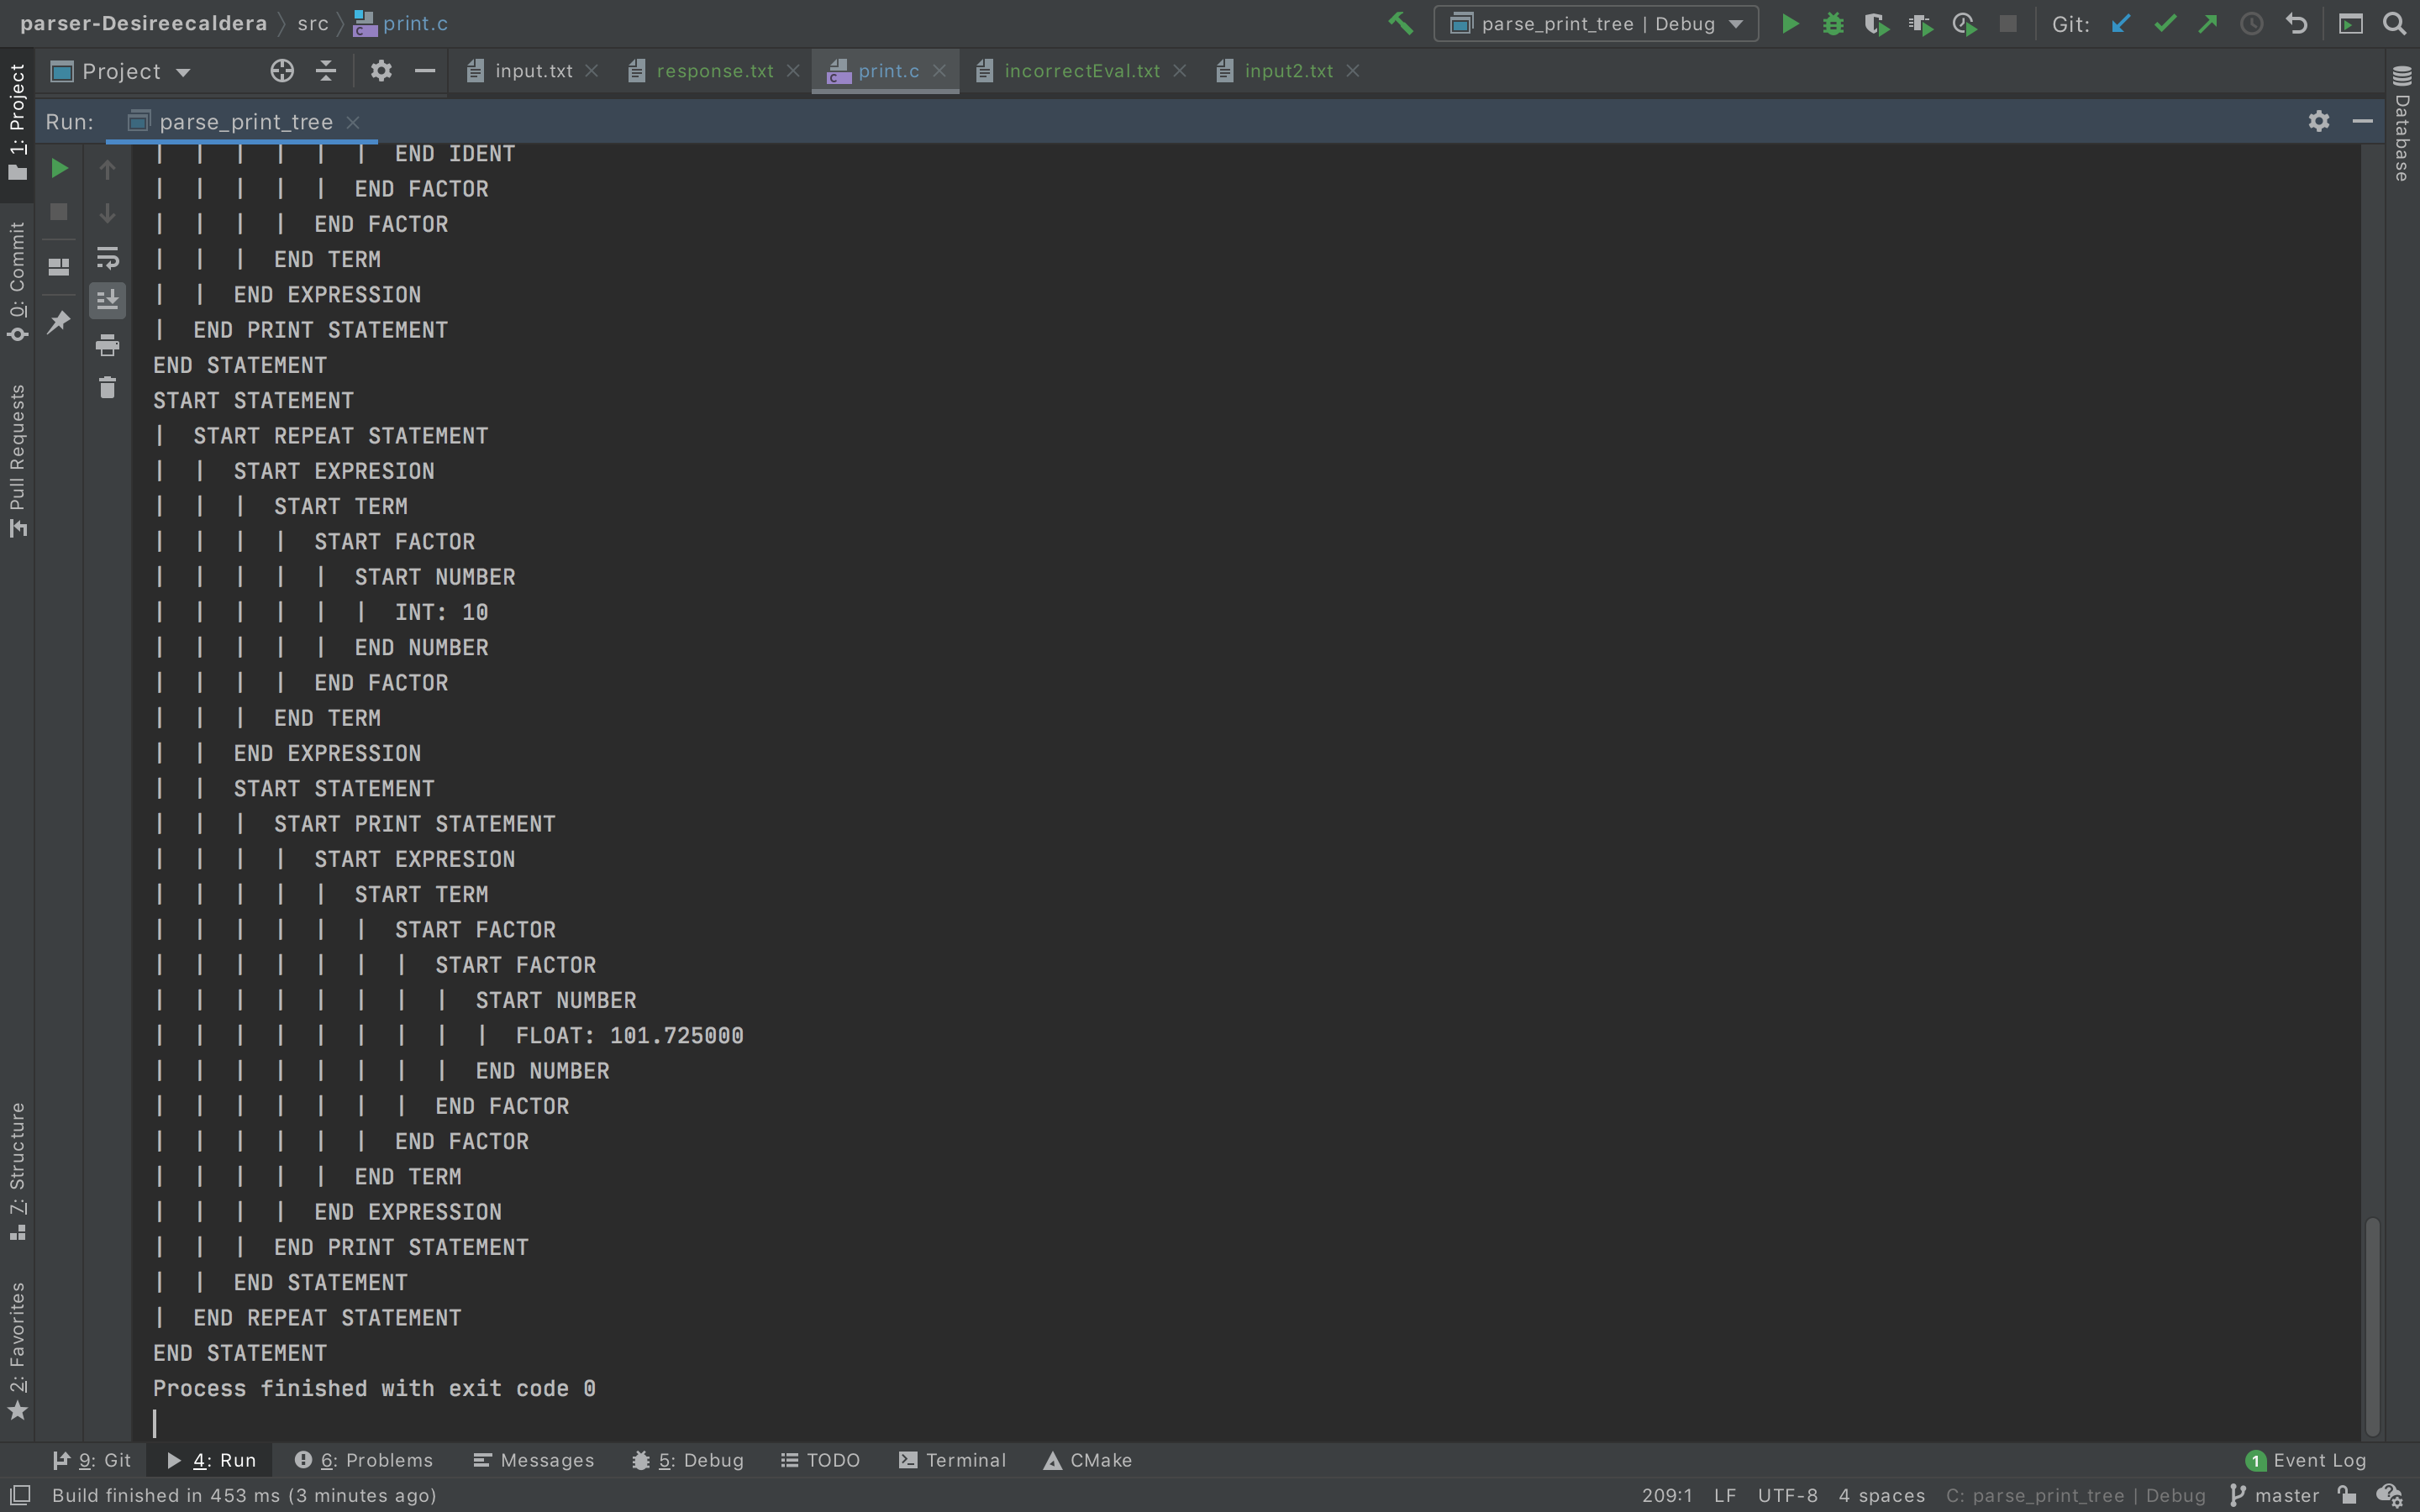 parser-Desireecaldera src print.c parse_print_tree | Debug Git:
Project input.txt response.txt print.c incorrectEval.txt input2.txt
Run: parse_print_tree
| | | | | | END IDENT
| | | | | END FACTOR
| | | | END FACTOR
| | | END TERM
| | END EXPRESSION
| END PRINT STATEMENT
END STATEMENT
START STATEMENT
| START REPEAT STATEMENT
| | START EXPRESION
| | | START TERM
| | | | START FACTOR
| | | | | START NUMBER
| | | | | | INT: 10
| | | | | END NUMBER
| | | | END FACTOR
| | | END TERM
| | END EXPRESSION
| | START STATEMENT
| | | START PRINT STATEMENT
| | | | START EXPRESION
| | | | | START TERM
| | | | | | START FACTOR
| | | | | | | START FACTOR
| | | | | | | | START NUMBER
| | | | | | | | | FLOAT: 101.725000
| | | | | | | | END NUMBER
| | | | | | | END FACTOR
| | | | | | END FACTOR
| | | | | END TERM
| | | | END EXPRESSION
| | | END PRINT STATEMENT
| | END STATEMENT
| END REPEAT STATEMENT
END STATEMENT
Process finished with exit code 0
1: Project
0: Commit
Pull Requests
7: Structure
2: Favorites
Database
9: Git 4: Run 6: Problems Messages 5: Debug TODO Terminal CMake 1 Event Log
Build finished in 453 ms (3 minutes ago) 209:1 LF UTF-8 4 spaces C: parse_print_tree | Debug master